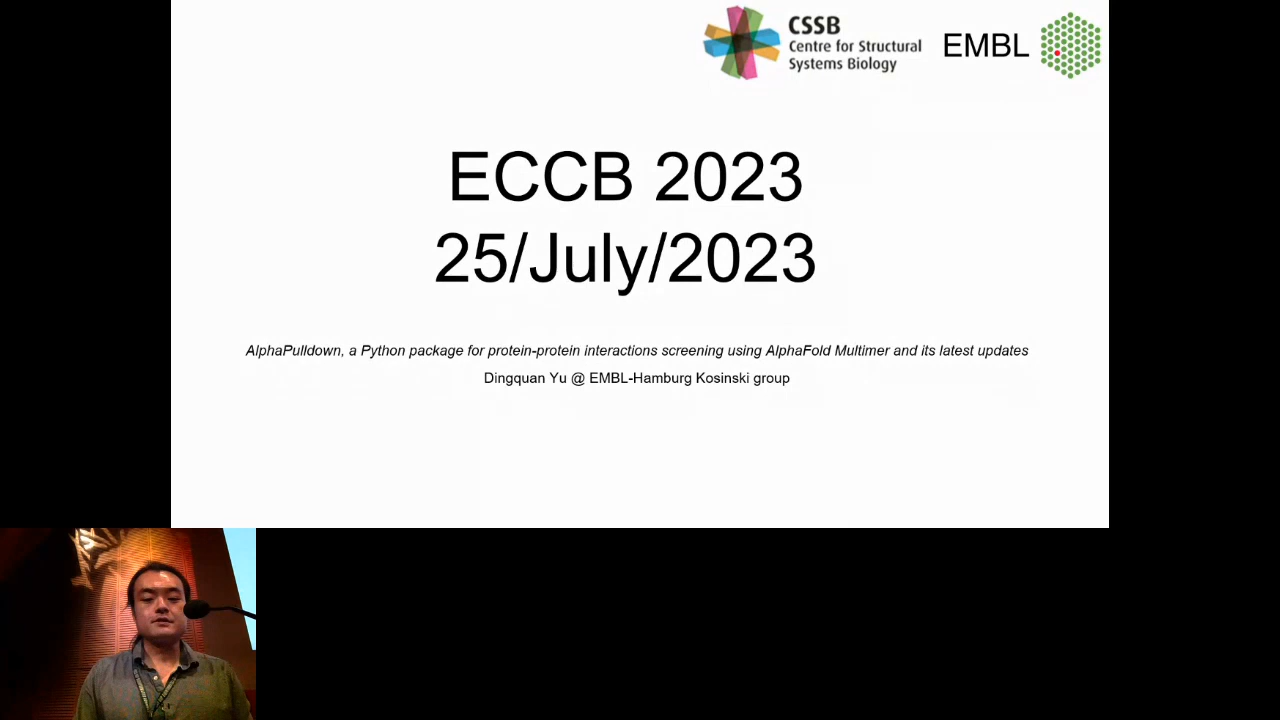 CSSB
Centre for Structural
Systems Biology
EMBL
ECCB 2023
25/July/2023
AlphaPulldown, a Python package for protein-protein interactions screening using AlphaFold Multimer and its latest updates
Dingquan Yu @ EMBL-Hamburg Kosinski group